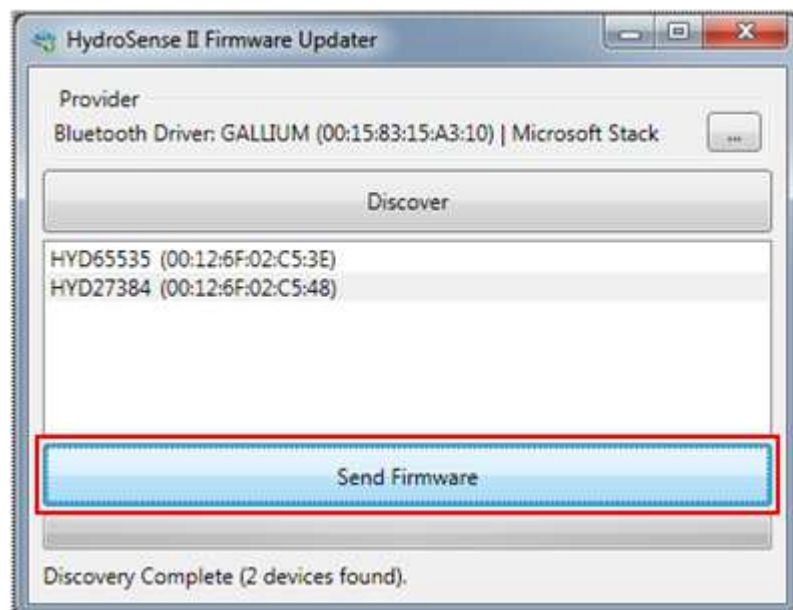 HydroSense II Firmware Updater
Provider
Bluetooth Driver: GALLIUM (00:15:83:15:A3:10) | Microsoft Stack
...
Discover
HYD65535 (00:12:6F:02:C5:3E)
HYD27384 (00:12:6F:02:C5:48)
Send Firmware
Discovery Complete (2 devices found).